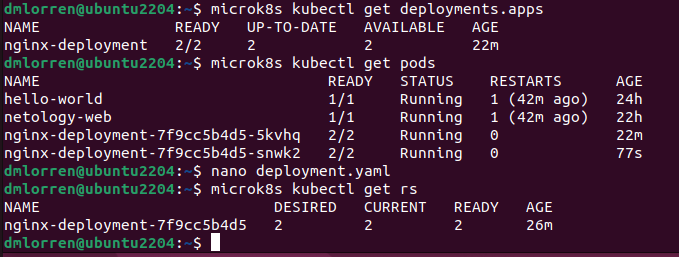 dmlorren@ubuntu2204:~$ microk8s kubectl get deployments.apps
NAME READY UP-TO-DATE AVAILABLE AGE
nginx-deployment 2/2 2 2 22m
dmlorren@ubuntu2204:~$ microk8s kubectl get pods
NAME READY STATUS RESTARTS AGE
hello-world 1/1 Running 1 (42m ago) 24h
netology-web 1/1 Running 1 (42m ago) 22h
nginx-deployment-7f9cc5b4d5-5kvhq 2/2 Running 0 22m
nginx-deployment-7f9cc5b4d5-snwk2 2/2 Running 0 77s
dmlorren@ubuntu2204:~$ nano deployment.yaml
dmlorren@ubuntu2204:~$ microk8s kubectl get rs
NAME DESIRED CURRENT READY AGE
nginx-deployment-7f9cc5b4d5 2 2 2 26m
dmlorren@ubuntu2204:~$